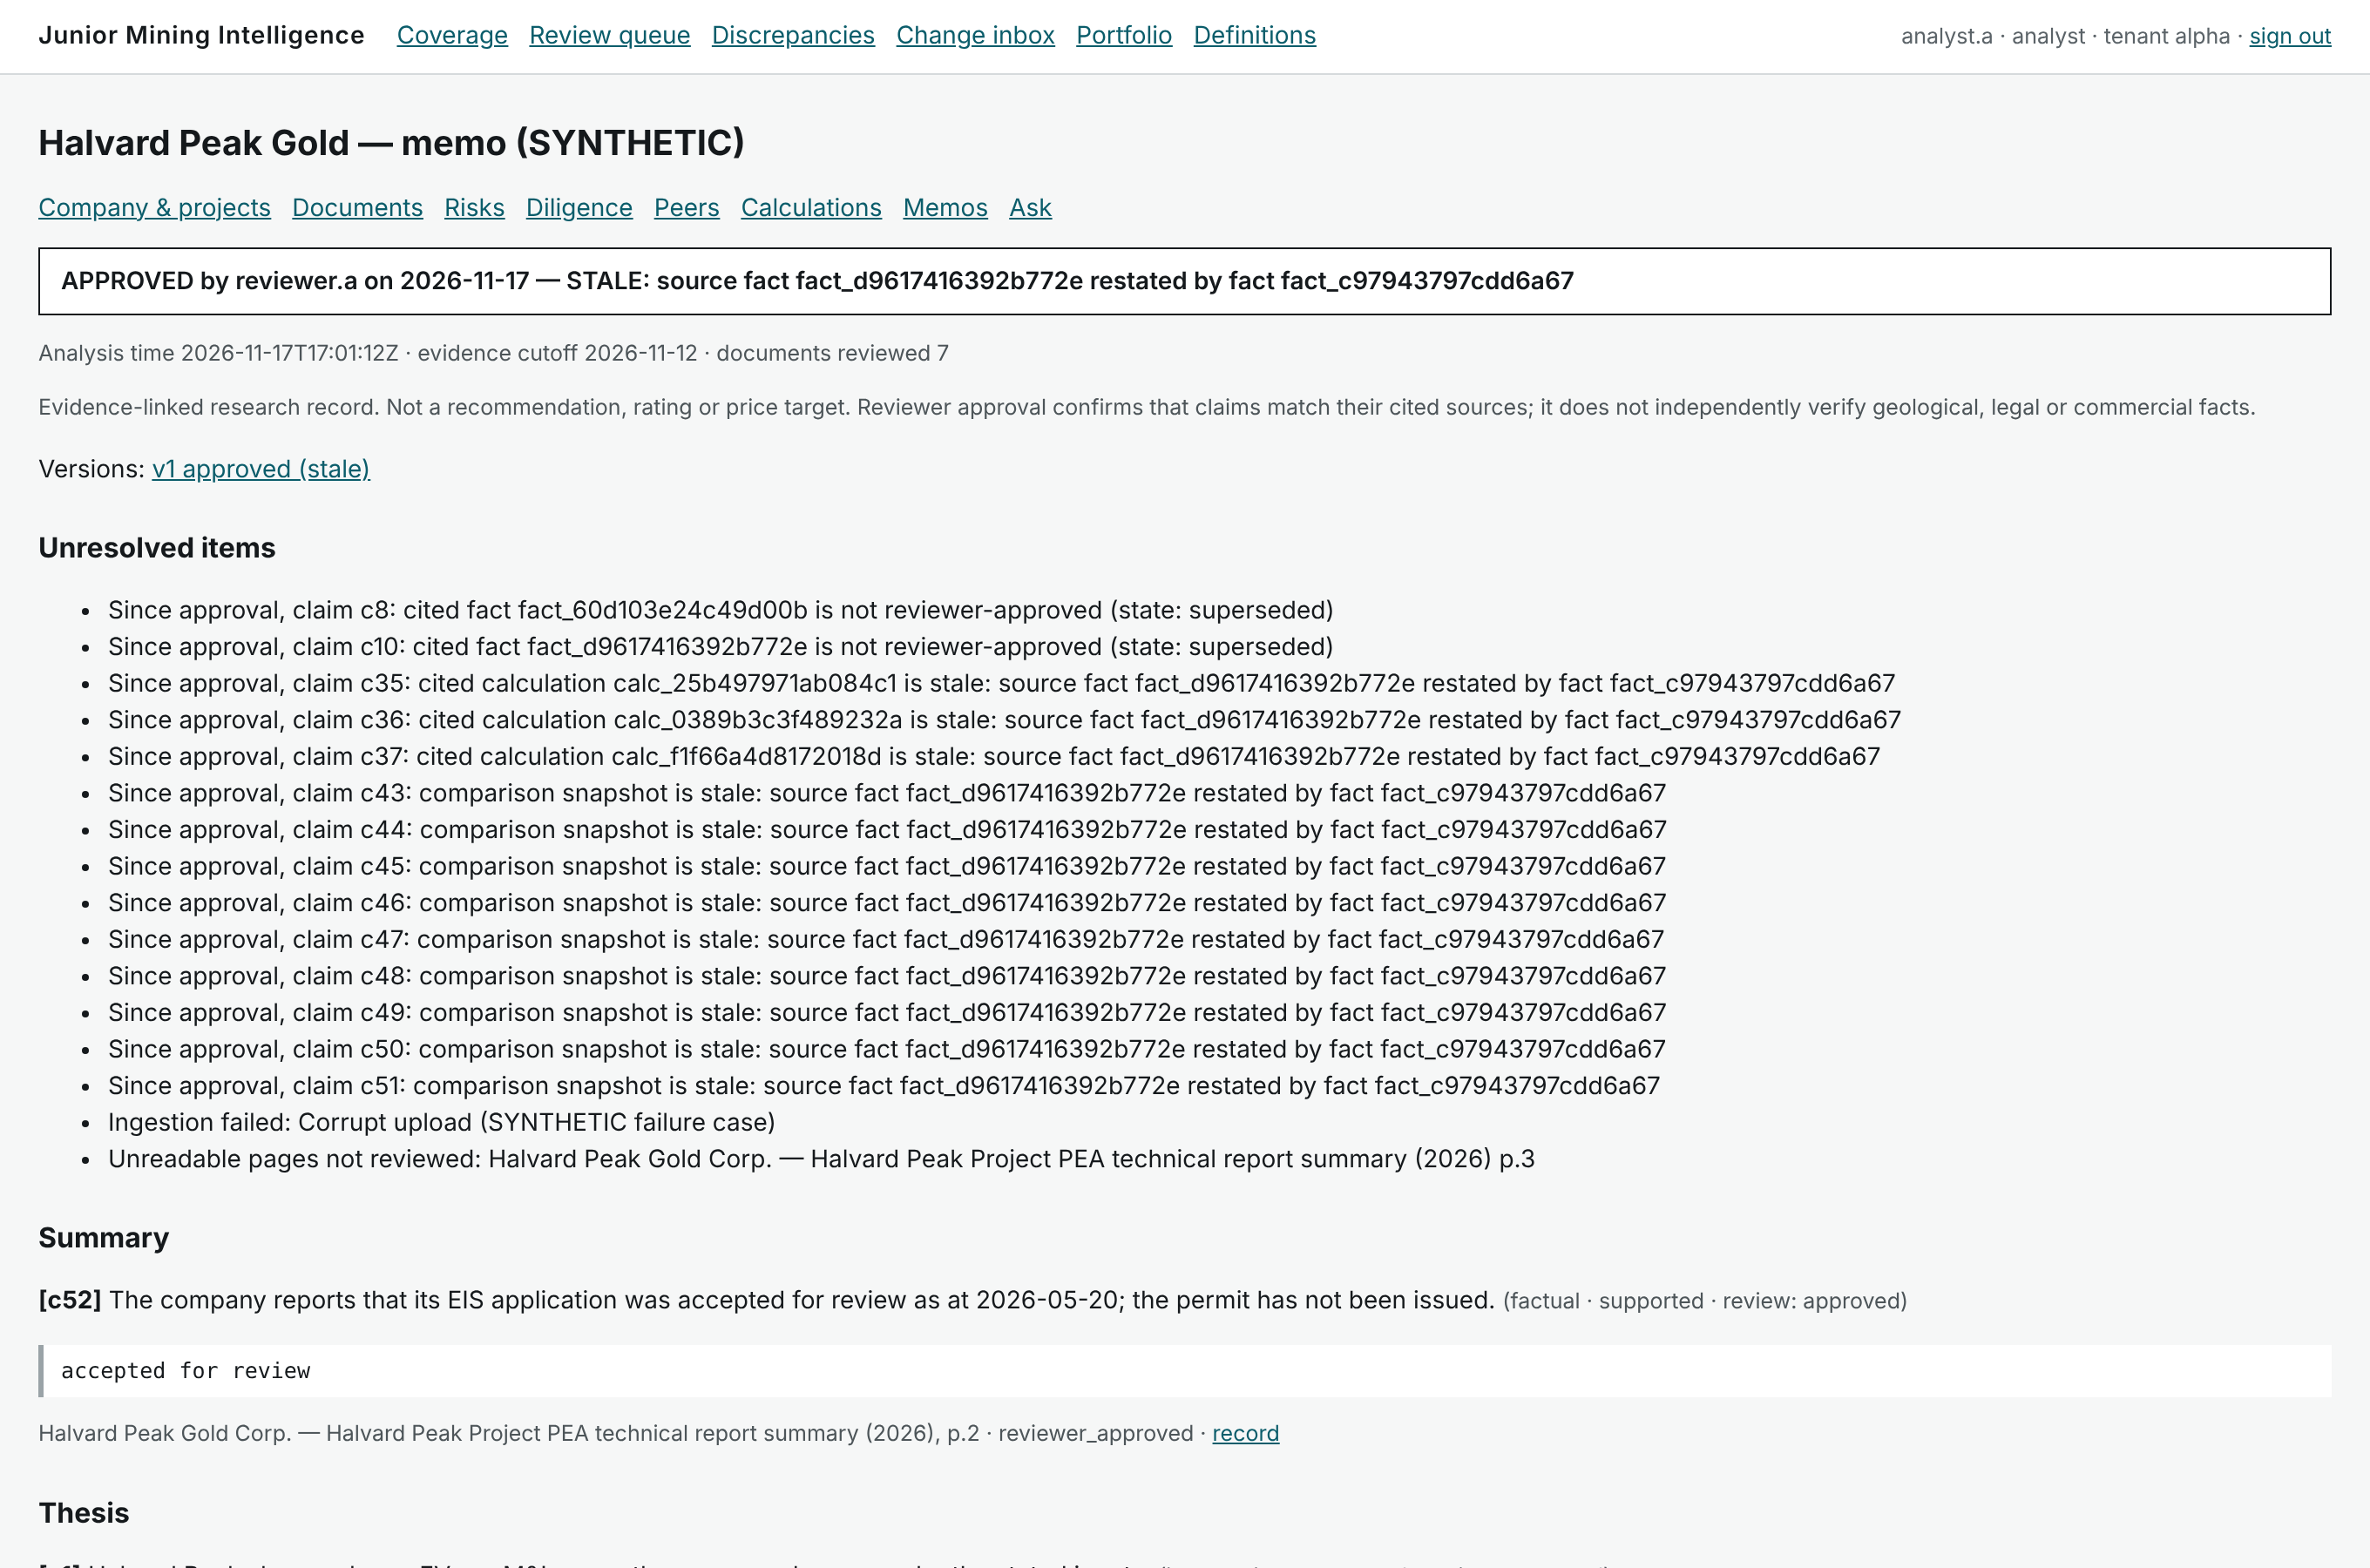 Junior Mining Intelligence Coverage Review queue Discrepancies Change inbox Portfolio Definitions analyst.a · analyst · tenant alpha · sign out
Halvard Peak Gold — memo (SYNTHETIC)
Company & projects Documents Risks Diligence Peers Calculations Memos Ask
APPROVED by reviewer.a on 2026-11-17 — STALE: source fact fact_d9617416392b772e restated by fact fact_c97943797cdd6a67
Analysis time 2026-11-17T17:01:12Z · evidence cutoff 2026-11-12 · documents reviewed 7
Evidence-linked research record. Not a recommendation, rating or price target. Reviewer approval confirms that claims match their cited sources; it does not independently verify geological, legal or commercial facts.
Versions: v1 approved (stale)
Unresolved items
• Since approval, claim c8: cited fact fact_60d103e24c49d00b is not reviewer-approved (state: superseded)
• Since approval, claim c10: cited fact fact_d9617416392b772e is not reviewer-approved (state: superseded)
• Since approval, claim c35: cited calculation calc_25b497971ab084c1 is stale: source fact fact_d9617416392b772e restated by fact fact_c97943797cdd6a67
• Since approval, claim c36: cited calculation calc_0389b3c3f489232a is stale: source fact fact_d9617416392b772e restated by fact fact_c97943797cdd6a67
• Since approval, claim c37: cited calculation calc_f1f66a4d8172018d is stale: source fact fact_d9617416392b772e restated by fact fact_c97943797cdd6a67
• Since approval, claim c43: comparison snapshot is stale: source fact fact_d9617416392b772e restated by fact fact_c97943797cdd6a67
• Since approval, claim c44: comparison snapshot is stale: source fact fact_d9617416392b772e restated by fact fact_c97943797cdd6a67
• Since approval, claim c45: comparison snapshot is stale: source fact fact_d9617416392b772e restated by fact fact_c97943797cdd6a67
• Since approval, claim c46: comparison snapshot is stale: source fact fact_d9617416392b772e restated by fact fact_c97943797cdd6a67
• Since approval, claim c47: comparison snapshot is stale: source fact fact_d9617416392b772e restated by fact fact_c97943797cdd6a67
• Since approval, claim c48: comparison snapshot is stale: source fact fact_d9617416392b772e restated by fact fact_c97943797cdd6a67
• Since approval, claim c49: comparison snapshot is stale: source fact fact_d9617416392b772e restated by fact fact_c97943797cdd6a67
• Since approval, claim c50: comparison snapshot is stale: source fact fact_d9617416392b772e restated by fact fact_c97943797cdd6a67
• Since approval, claim c51: comparison snapshot is stale: source fact fact_d9617416392b772e restated by fact fact_c97943797cdd6a67
• Ingestion failed: Corrupt upload (SYNTHETIC failure case)
• Unreadable pages not reviewed: Halvard Peak Gold Corp. — Halvard Peak Project PEA technical report summary (2026) p.3
Summary
[c52] The company reports that its EIS application was accepted for review as at 2026-05-20; the permit has not been issued. (factual · supported · review: approved)
accepted for review
Halvard Peak Gold Corp. — Halvard Peak Project PEA technical report summary (2026), p.2 · reviewer_approved · record
Thesis